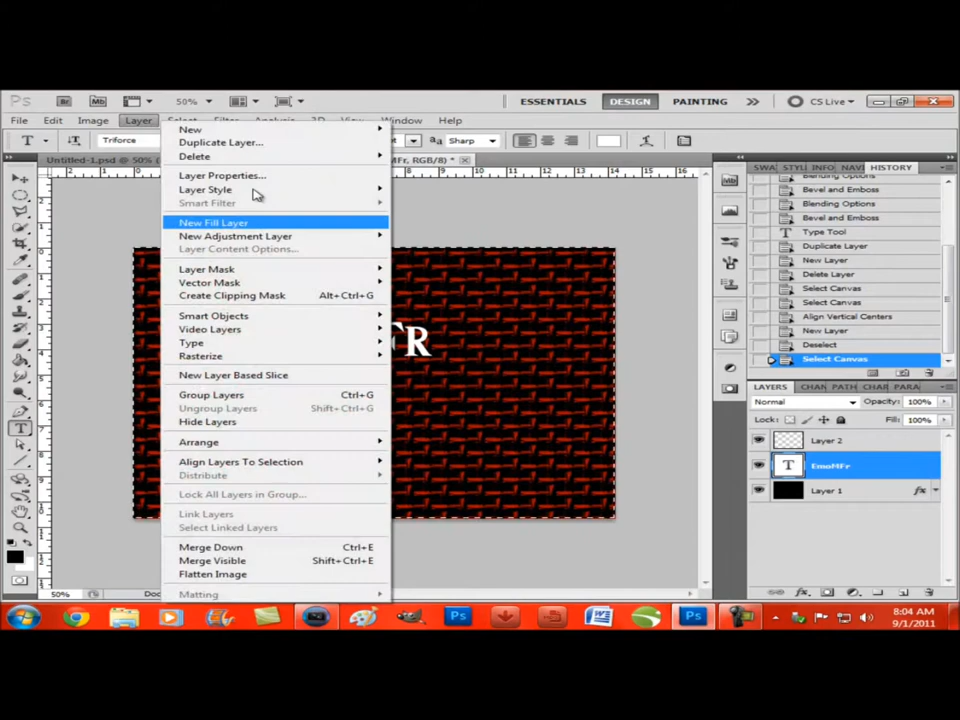 Ps Br Mb 50% ESSENTIALS DESIGN PAINTING CS Live
File Edit Image Layer Select Filter Analysis 3D View
T Triforce Sharp
Untitled-1.psd @ 50% MFr, RGB/8) *
New
Duplicate Layer...
Delete
Layer Properties...
Layer Style
Smart Filter
New Fill Layer
New Adjustment Layer
Layer Content Options...
Layer Mask
Vector Mask
Create Clipping Mask Alt+Ctrl+G
Smart Objects
Video Layers
Type
Rasterize
New Layer Based Slice
Group Layers Ctrl+G
Ungroup Layers Shift+Ctrl+G
Hide Layers
Arrange
Align Layers To Selection
Distribute
Lock All Layers in Group...
Link Layers
Select Linked Layers
Merge Down Ctrl+E
Merge Visible Shift+Ctrl+E
Flatten Image
Matting
Fr
SWA STYL INFO NAVI HISTORY
Blending Options
Bevel and Emboss
Blending Options
Bevel and Emboss
Type Tool
Duplicate Layer
New Layer
Delete Layer
Select Canvas
Select Canvas
Align Vertical Centers
New Layer
Deselect
Select Canvas
LAYERS CHAN PATH CHAR PARA
Normal Opacity: 100%
Lock: Fill: 100%
Layer 2
T EmoMFr
Layer 1 fx
50% Doc
8:04 AM
9/1/2011